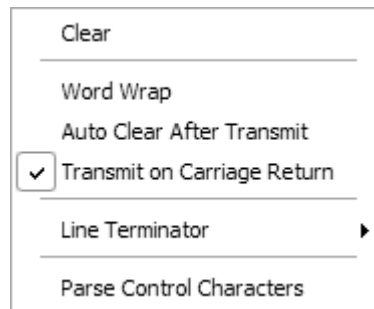 Clear
Word Wrap
Auto Clear After Transmit
Transmit on Carriage Return
Line Terminator
Parse Control Characters